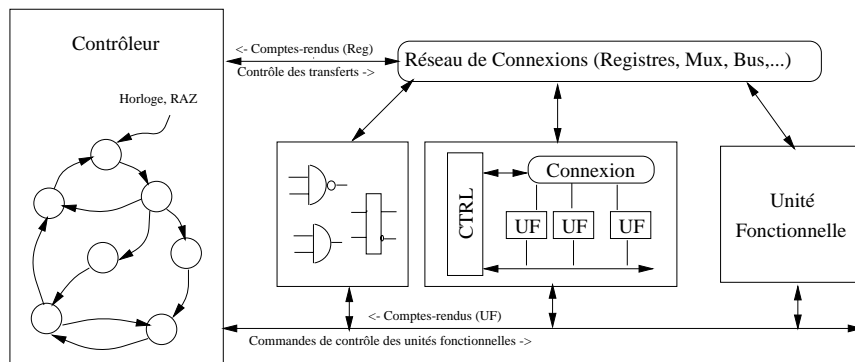 Contrôleur
<- Comptes-rendus (Reg)
Contrôle des transferts ->
Réseau de Connexions (Registres, Mux, Bus,...)
Horloge, RAZ
CTRL
Connexion
UF
UF
UF
Unité
Fonctionnelle
<- Comptes-rendus (UF)
Commandes de contrôle des unités fonctionnelles ->